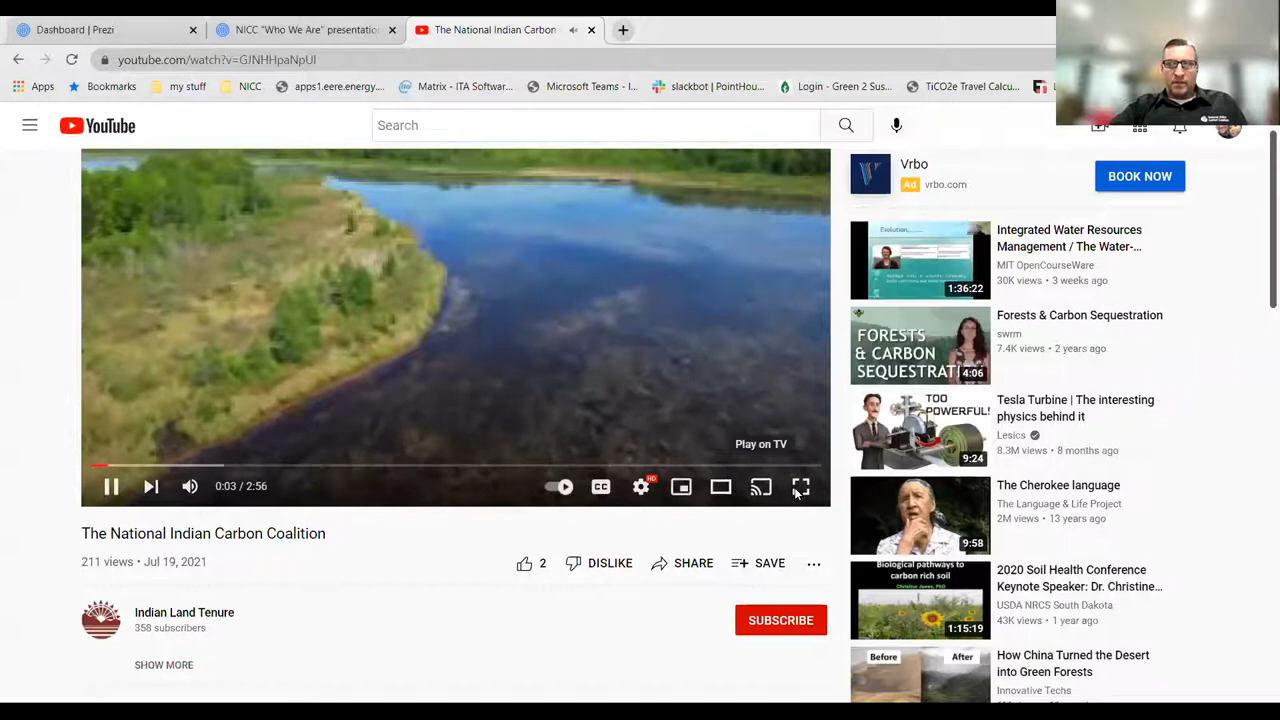 Dashboard | Prezi
NICC "Who We Are" presentatio
The National Indian Carbon
youtube.com/watch?v=GJNHHpaNpUI
Apps
Bookmarks
my stuff
NICC
apps1.eere.energy....
Matrix - ITA Softwar...
Microsoft Teams - I...
slackbot (PointHou...
Login - Green 2 Sus...
TiCO2e Travel Calcu...
YouTube
Search
Vrbo
Ad vrbo.com
BOOK NOW
Evolution
1:36:22
Integrated Water Resources
Management / The Water-...
MIT OpenCourseWare
30K views • 3 weeks ago
FORESTS
& CARBON
SEQUESTRAT
4:06
Forests & Carbon Sequestration
swrm
7.4K views • 2 years ago
TOO
POWERFUL!
9:24
Tesla Turbine | The interesting
physics behind it
Lesics
8.3M views • 8 months ago
Play on TV
0:03 / 2:56
CC
HD
9:58
The Cherokee language
The Language & Life Project
2M views • 13 years ago
The National Indian Carbon Coalition
211 views • Jul 19, 2021
2
DISLIKE
SHARE
SAVE
Indian Land Tenure
358 subscribers
SUBSCRIBE
SHOW MORE
Biological pathways to
carbon rich soil
Christine Jones, PhD
1:15:19
2020 Soil Health Conference
Keynote Speaker: Dr. Christine...
USDA NRCS South Dakota
43K views • 1 year ago
Before
After
How China Turned the Desert
into Green Forests
Innovative Techs